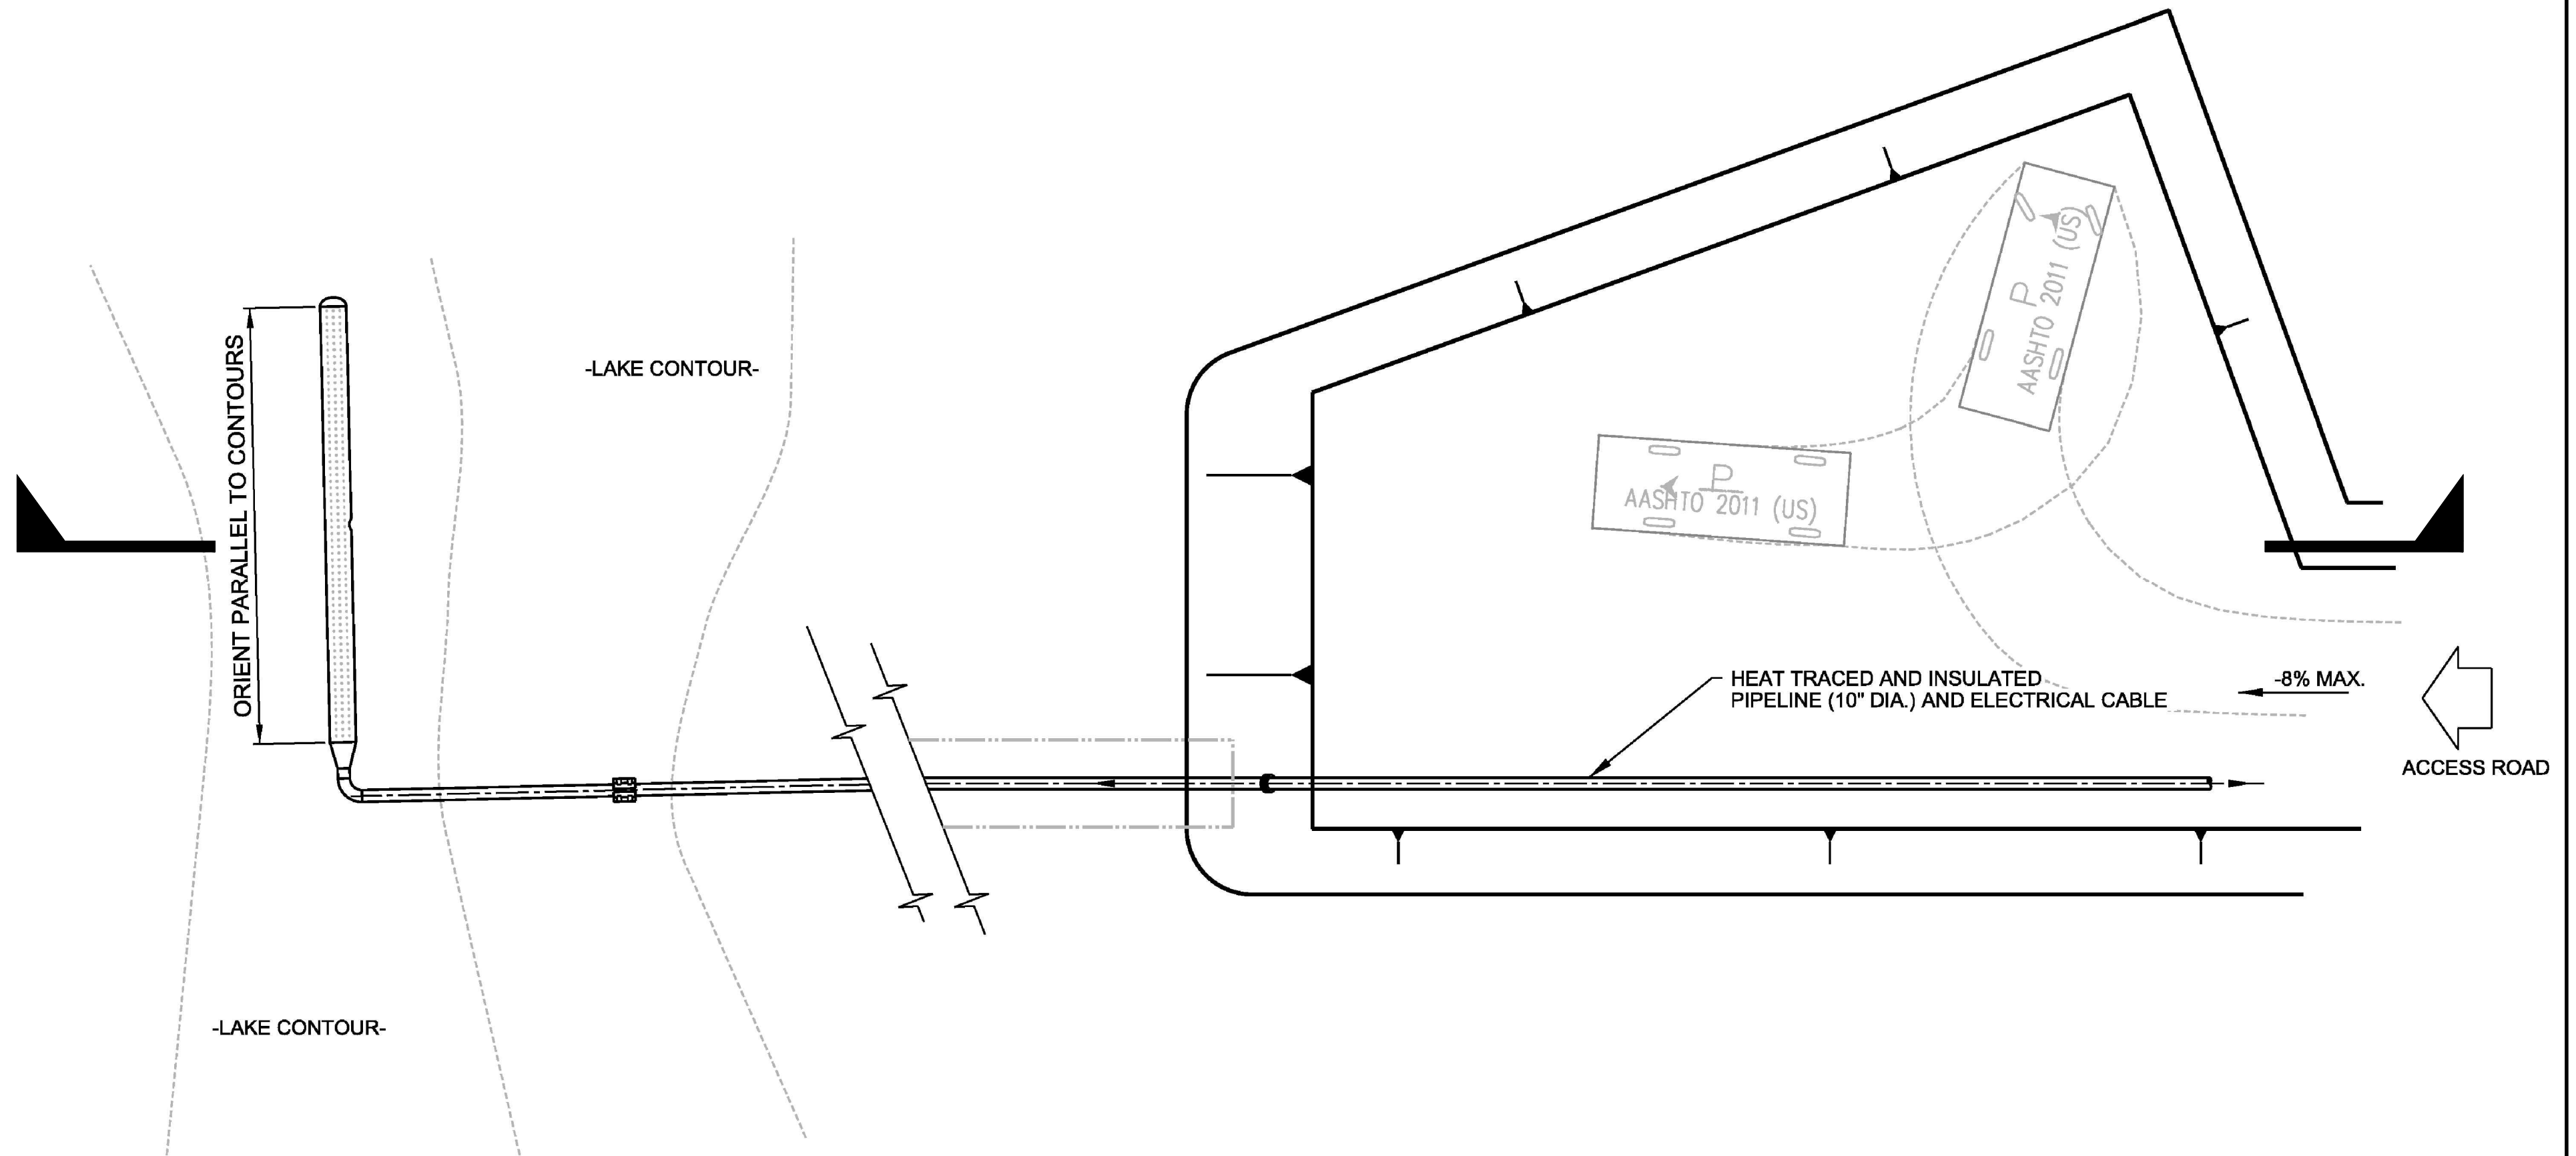 ORIENT PARALLEL TO CONTOURS
-LAKE CONTOUR-
P
AASHTO 2011 (US)
P
AASHTO 2011 (US)
HEAT TRACED AND INSULATED
PIPELINE (10" DIA.) AND ELECTRICAL CABLE
-8% MAX.
ACCESS ROAD
-LAKE CONTOUR-